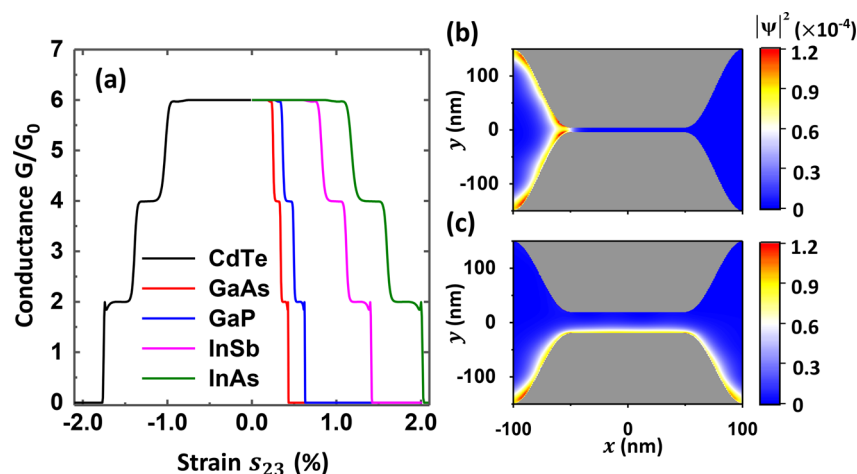 (a)
Conductance G/G₀
7
6
5
4
3
2
1
0
CdTe
GaAs
GaP
InSb
InAs
-2.0 -1.0 0.0 1.0 2.0
Strain s₂₃ (%)
(b)
|Ψ|² (×10⁻⁴)
y (nm)
100
0
-100
1.2
0.9
0.6
0.3
0
(c)
y (nm)
100
0
-100
1.2
0.9
0.6
0.3
0
-100 0 100
x (nm)